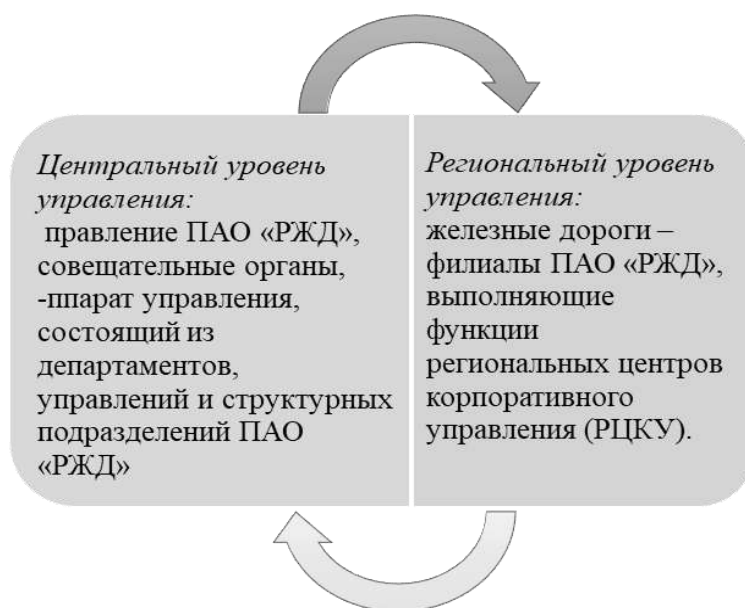 Центральный уровень
управления:
правление ПАО «РЖД»,
совещательные органы,
-ппарат управления,
состоящий из
департаментов,
управлений и структурных
подразделений ПАО
«РЖД»
Региональный уровень
управления:
железные дороги –
филиалы ПАО «РЖД»,
выполняющие
функции
региональных центров
корпоративного
управления (РЦКУ).